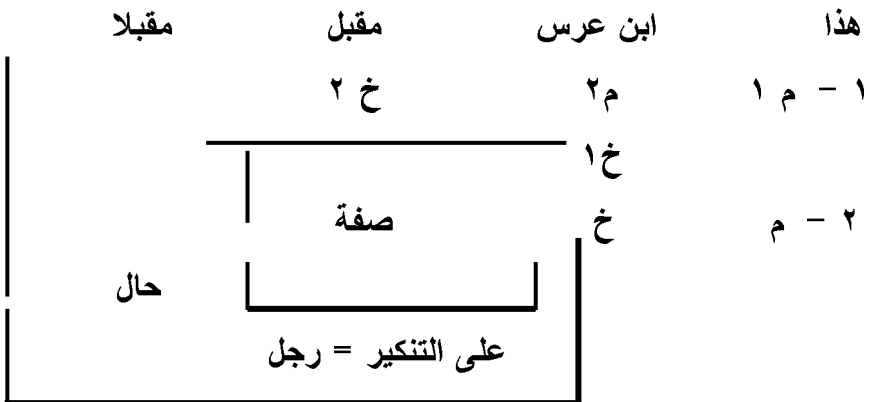 هذا ابن عرس مقبل مقبلا
١ - م ١ م٢ خ ٢
خ١
٢ - م خ صفة
حال
على التنكير = رجل